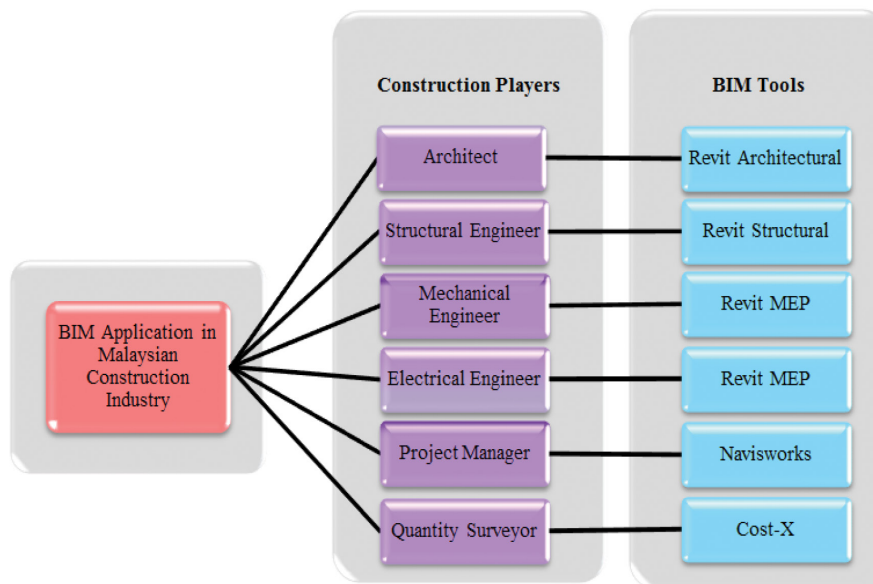 Construction Players
BIM Tools
Architect
Revit Architectural
Structural Engineer
Revit Structural
Mechanical
Engineer
Revit MEP
BIM Application in
Malaysian
Construction
Industry
Electrical Engineer
Revit MEP
Project Manager
Navisworks
Quantity Surveyor
Cost-X